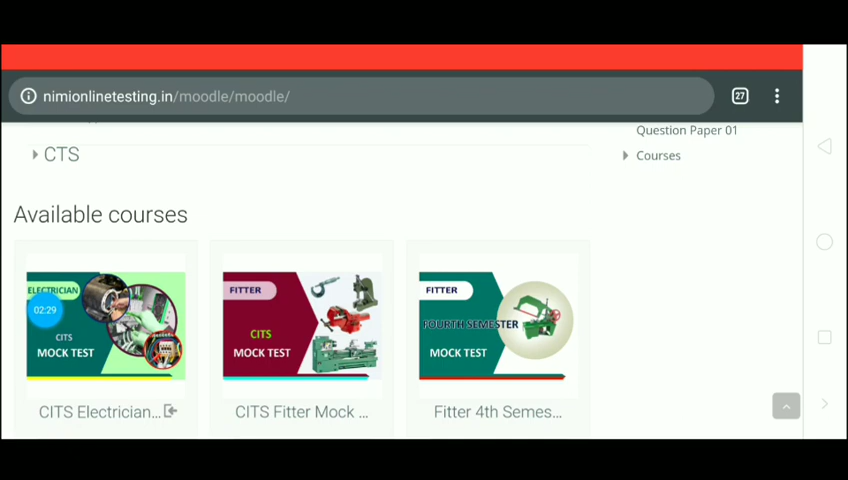 nimionlinetesting.in/moodle/moodle/
27
Question Paper 01
CTS
Courses
Available courses
ELECTRICIAN
02:29
CITS
MOCK TEST
FITTER
CITS
MOCK TEST
FITTER
FOURTH SEMESTER
MOCK TEST
CITS Electrician...
CITS Fitter Mock ...
Fitter 4th Semes...